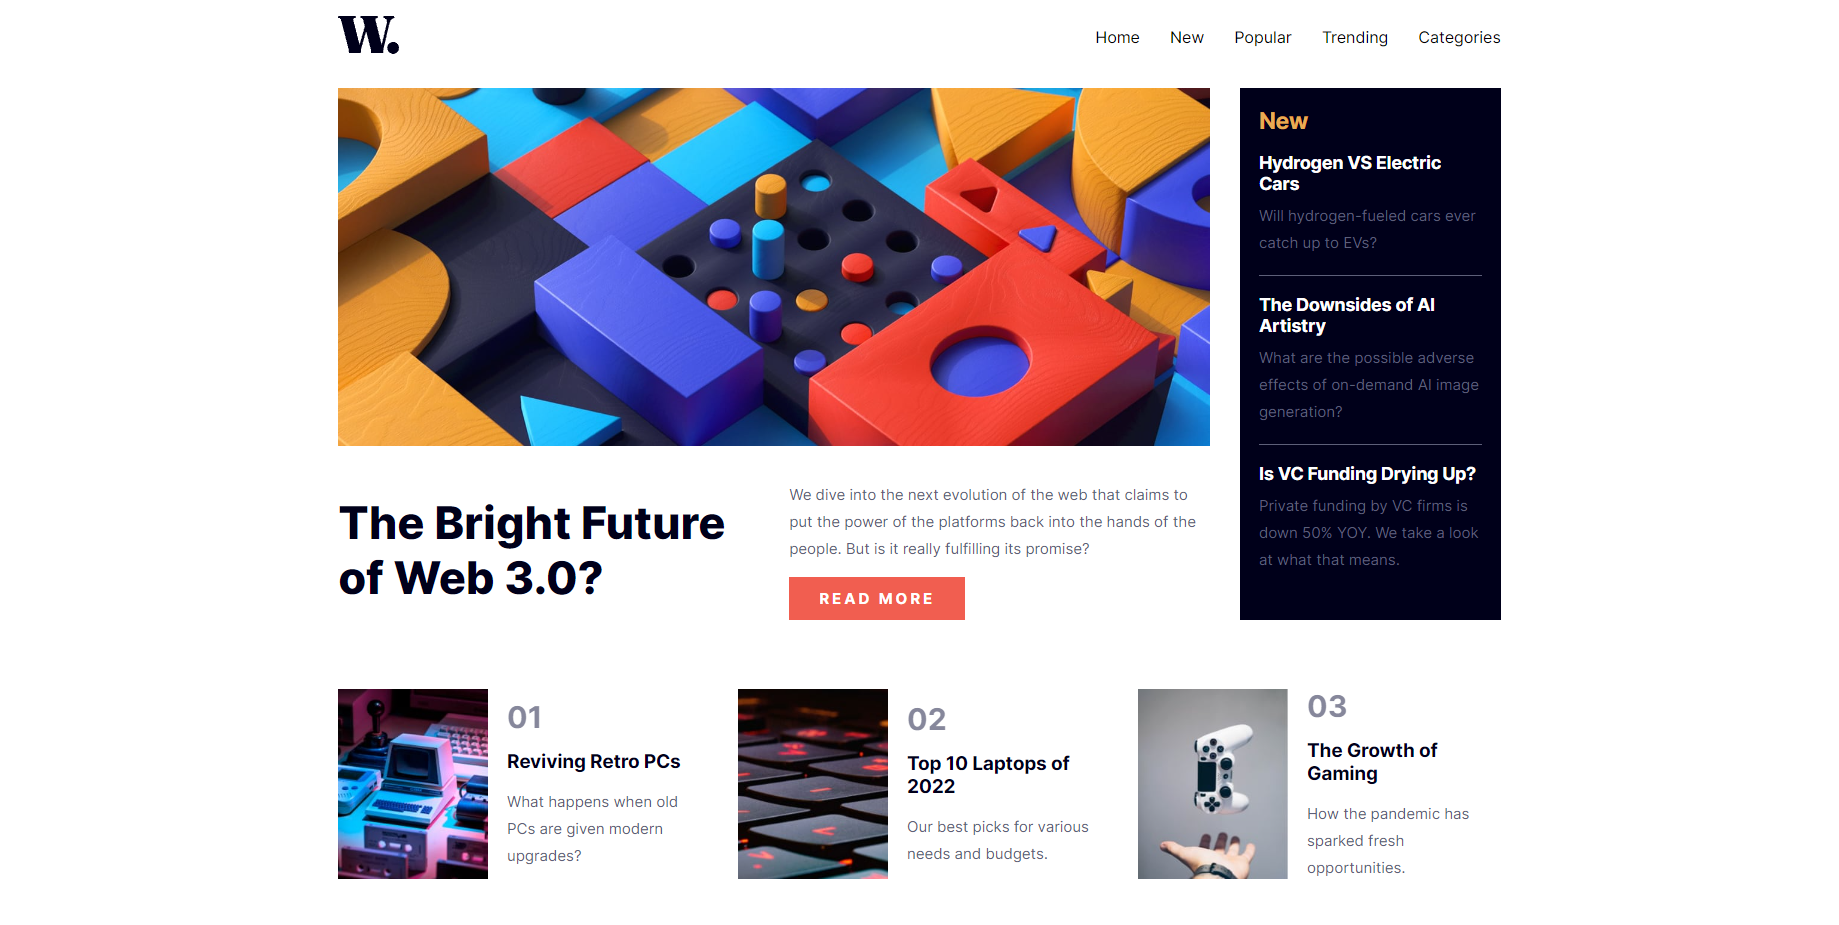 W.
Home New Popular Trending Categories
The Bright Future
of Web 3.0?
We dive into the next evolution of the web that claims to
put the power of the platforms back into the hands of the
people. But is it really fulfilling its promise?
READ MORE
New
Hydrogen VS Electric
Cars
Will hydrogen-fueled cars ever
catch up to EVs?
The Downsides of AI
Artistry
What are the possible adverse
effects of on-demand AI image
generation?
Is VC Funding Drying Up?
Private funding by VC firms is
down 50% YOY. We take a look
at what that means.
01
Reviving Retro PCs
What happens when old
PCs are given modern
upgrades?
02
Top 10 Laptops of
2022
Our best picks for various
needs and budgets.
03
The Growth of
Gaming
How the pandemic has
sparked fresh
opportunities.